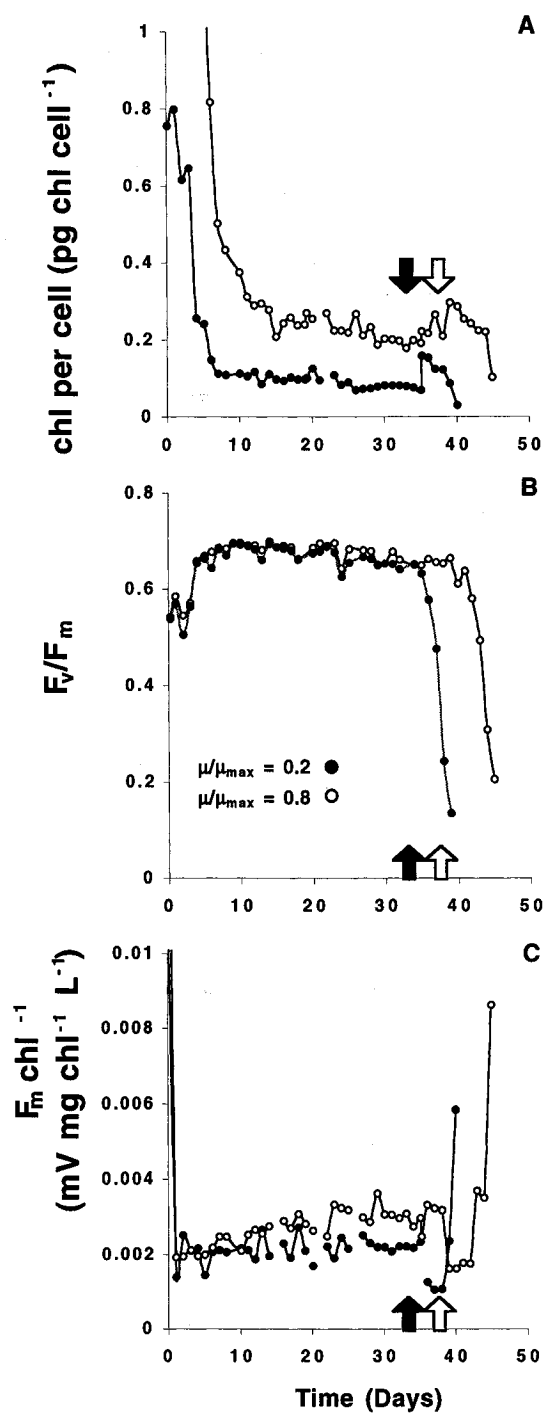 A
chl per cell (pg chl cell⁻¹)
1
0.8
0.6
0.4
0.2
0
0 10 20 30 40 50
B
Fv/Fm
0.8
0.6
0.4
0.2
0
μ/μmax = 0.2 ●
μ/μmax = 0.8 ○
0 10 20 30 40 50
C
Fm chl⁻¹
(mV mg chl⁻¹ L⁻¹)
0.01
0.008
0.006
0.004
0.002
0
0 10 20 30 40 50
Time (Days)